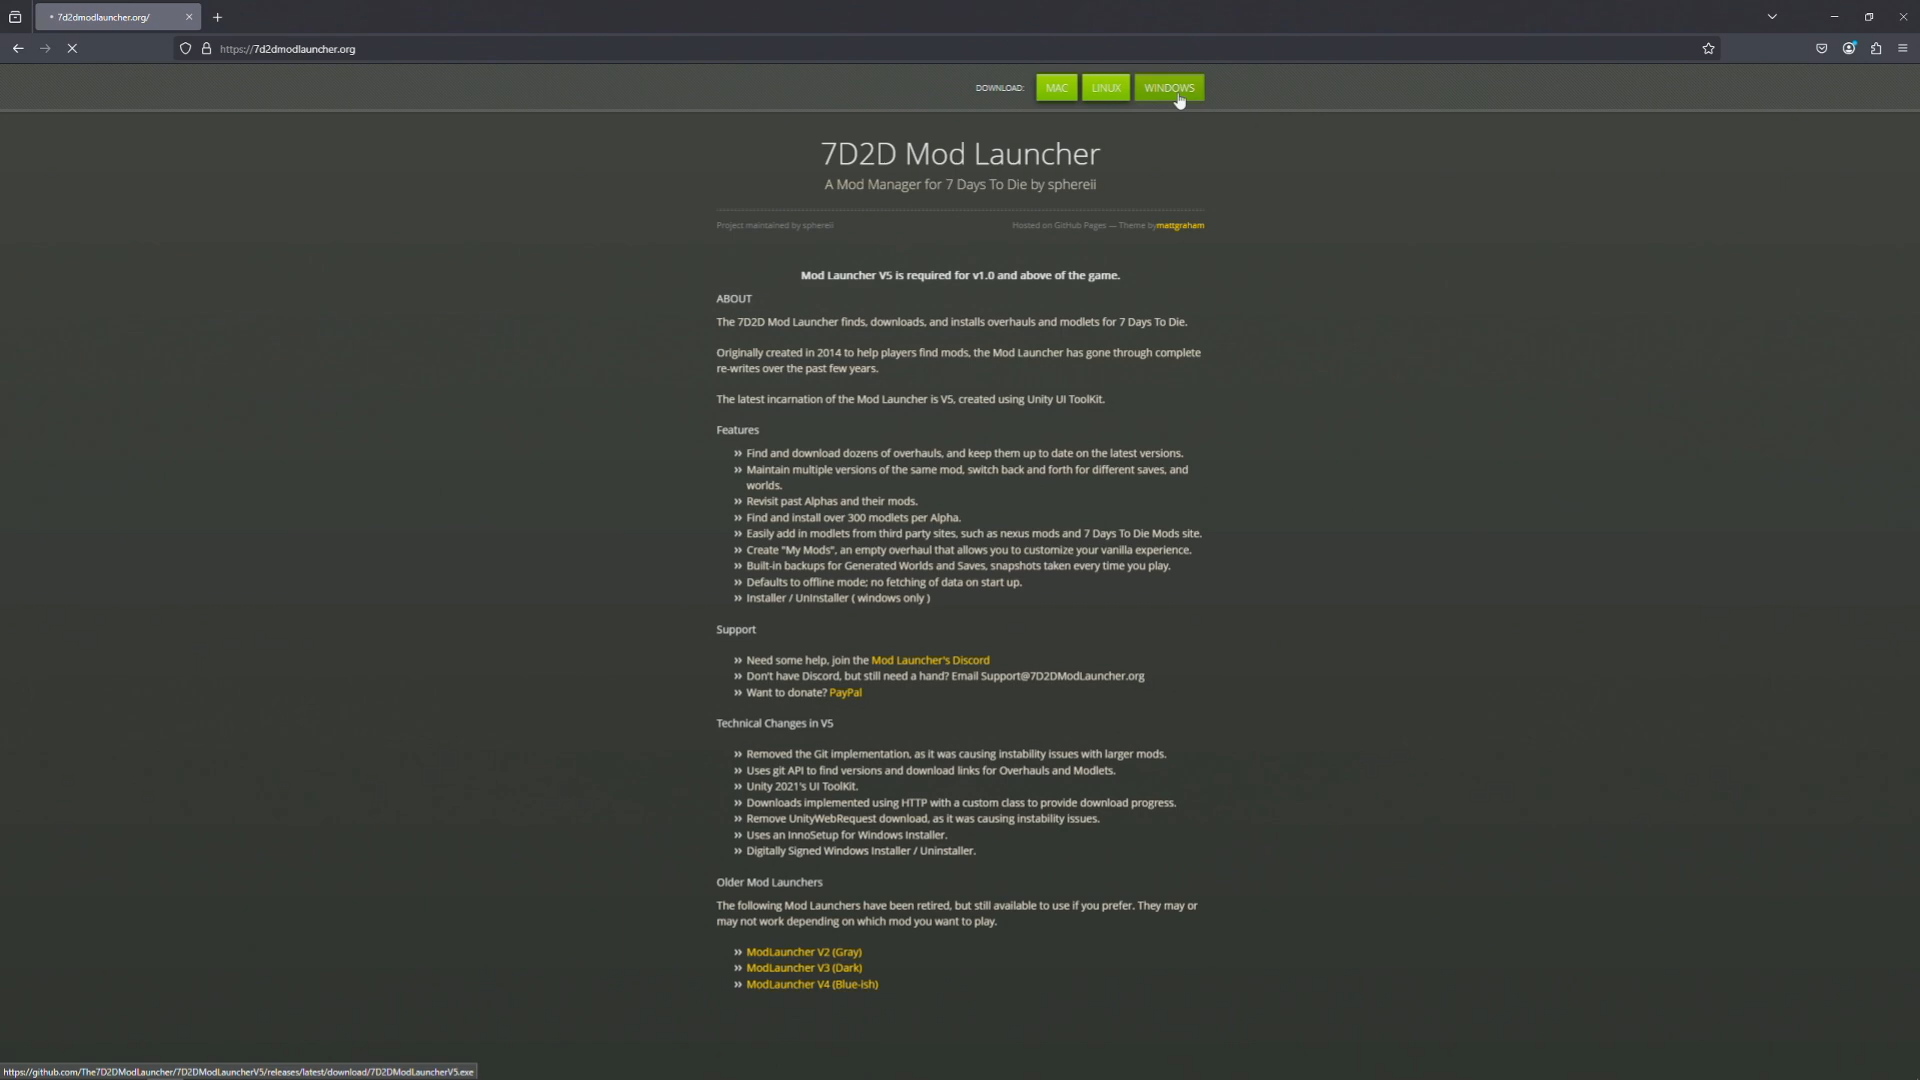 7d2dmodlauncher.org/
https://7d2dmodlauncher.org
DOWNLOAD:
MAC
LINUX
WINDOWS
7D2D Mod Launcher
A Mod Manager for 7 Days To Die by sphereii
Project maintained by sphereii
Hosted on GitHub Pages — Theme by mattgraham
Mod Launcher V5 is required for v1.0 and above of the game.
ABOUT
The 7D2D Mod Launcher finds, downloads, and installs overhauls and modlets for 7 Days To Die.
Originally created in 2014 to help players find mods, the Mod Launcher has gone through complete
re-writes over the past few years.
The latest incarnation of the Mod Launcher is V5, created using Unity UI ToolKit.
Features
» Find and download dozens of overhauls, and keep them up to date on the latest versions.
» Maintain multiple versions of the same mod, switch back and forth for different saves, and
worlds.
» Revisit past Alphas and their mods.
» Find and install over 300 modlets per Alpha.
» Easily add in modlets from third party sites, such as nexus mods and 7 Days To Die Mods site.
» Create "My Mods", an empty overhaul that allows you to customize your vanilla experience.
» Built-in backups for Generated Worlds and Saves, snapshots taken every time you play.
» Defaults to offline mode; no fetching of data on start up.
» Installer / UnInstaller ( windows only )
Support
» Need some help, join the Mod Launcher's Discord
» Don't have Discord, but still need a hand? Email Support@7D2DModLauncher.org
» Want to donate? PayPal
Technical Changes in V5
» Removed the Git implementation, as it was causing instability issues with larger mods.
» Uses git API to find versions and download links for Overhauls and Modlets.
» Unity 2021's UI ToolKit.
» Downloads implemented using HTTP with a custom class to provide download progress.
» Remove UnityWebRequest download, as it was causing instability issues.
» Uses an InnoSetup for Windows Installer.
» Digitally Signed Windows Installer / Uninstaller.
Older Mod Launchers
The following Mod Launchers have been retired, but still available to use if you prefer. They may or
may not work depending on which mod you want to play.
» ModLauncher V2 (Gray)
» ModLauncher V3 (Dark)
» ModLauncher V4 (Blue-ish)
https://github.com/The7D2DModLauncher/7D2DModLauncherV5/releases/latest/download/7D2DModLauncherV5.exe